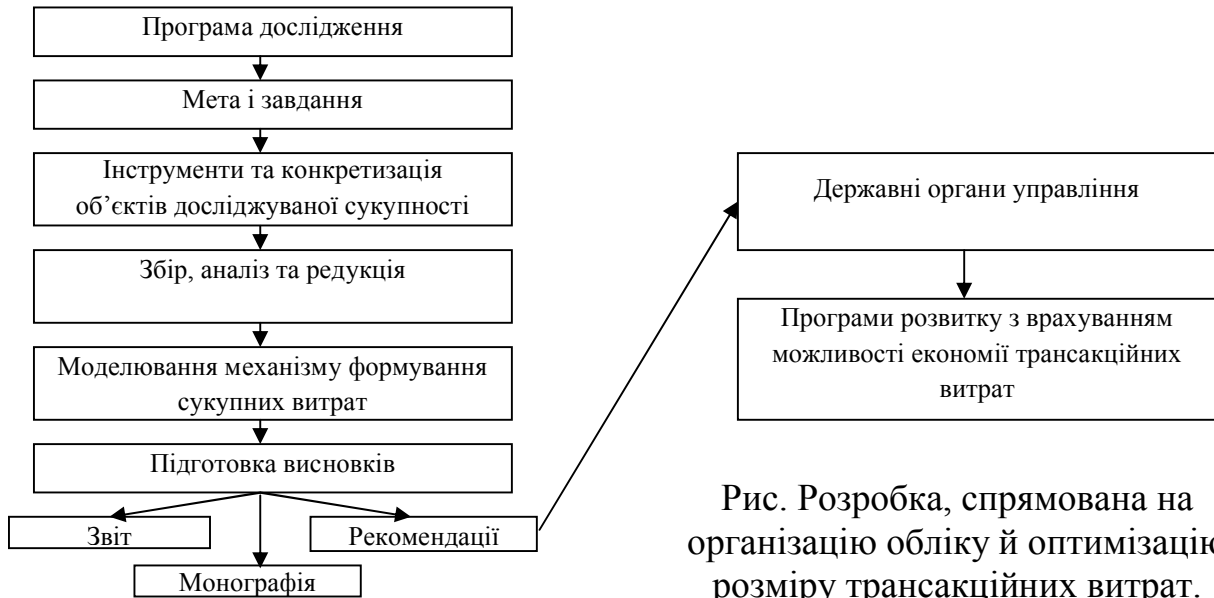 Програма дослідження
Мета і завдання
Інструменти та конкретизація
об’єктів досліджуваної сукупності
Збір, аналіз та редукція
Моделювання механізму формування
сукупних витрат
Підготовка висновків
Звіт
Рекомендації
Монографія
Державні органи управління
Програми розвитку з врахуванням
можливості економії трансакційних
витрат
Рис. Розробка, спрямована на
організацію обліку й оптимізацію
розміру трансакційних витрат.